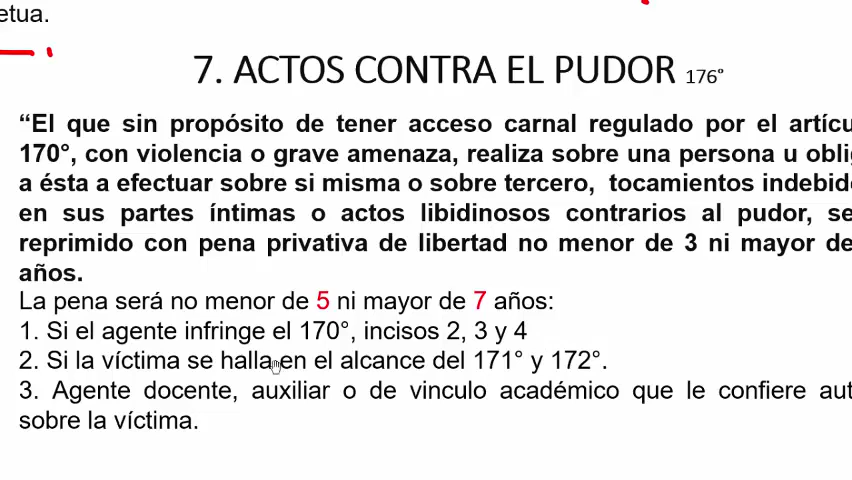 etua.
7. ACTOS CONTRA EL PUDOR 176°
“El que sin propósito de tener acceso carnal regulado por el
170°, con violencia o grave amenaza, realiza sobre una persona u
a ésta a efectuar sobre si misma o sobre tercero, tocamientos
en sus partes íntimas o actos libidinosos contrarios al pudor,
reprimido con pena privativa de libertad no menor de 3 ni mayor de
años.
La pena será no menor de 5 ni mayor de 7 años:
1. Si el agente infringe el 170°, incisos 2, 3 y 4
2. Si la víctima se halla en el alcance del 171° y 172°.
3. Agente docente, auxiliar o de vinculo académico que le confiere
sobre la víctima.